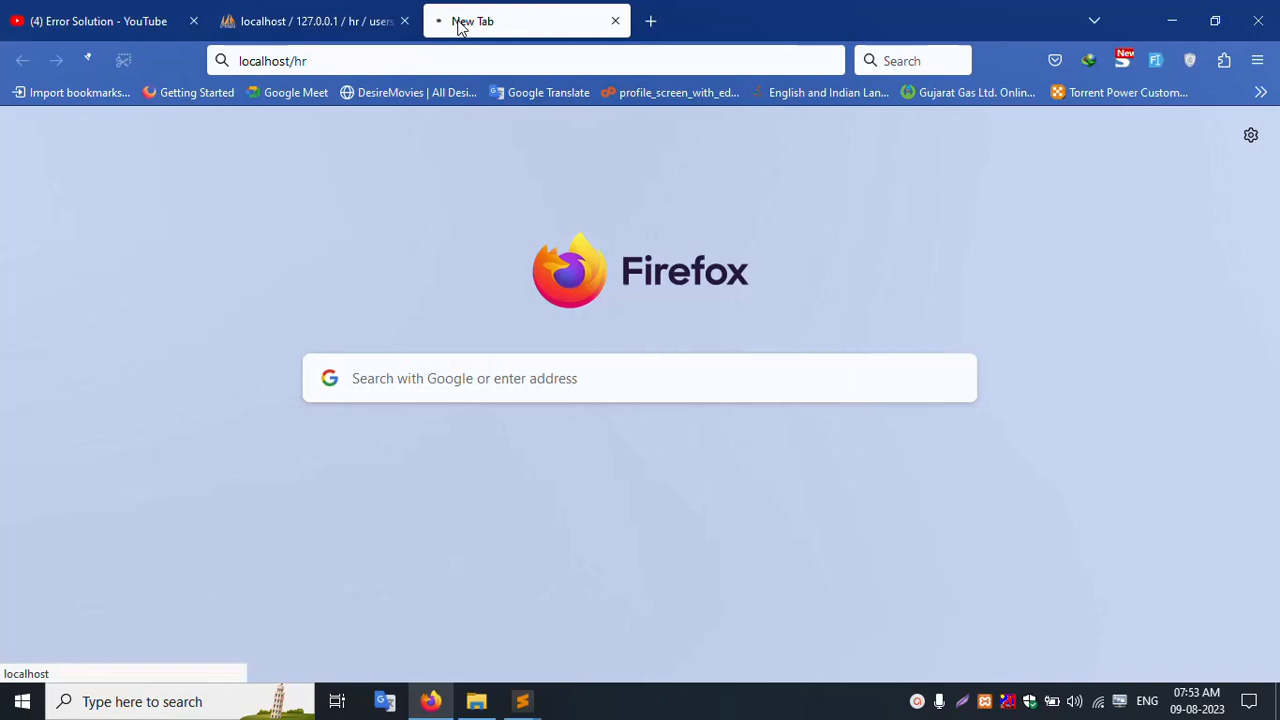 (4) Error Solution - YouTube
localhost / 127.0.0.1 / hr / users
New Tab
localhost/hr
Search
New
Import bookmarks...
Getting Started
Google Meet
DesireMovies | All Desi...
Google Translate
profile_screen_with_ed...
English and Indian Lan...
Gujarat Gas Ltd. Onlin...
Torrent Power Custom...
Firefox
Search with Google or enter address
localhost
Type here to search
ENG
07:53 AM
09-08-2023